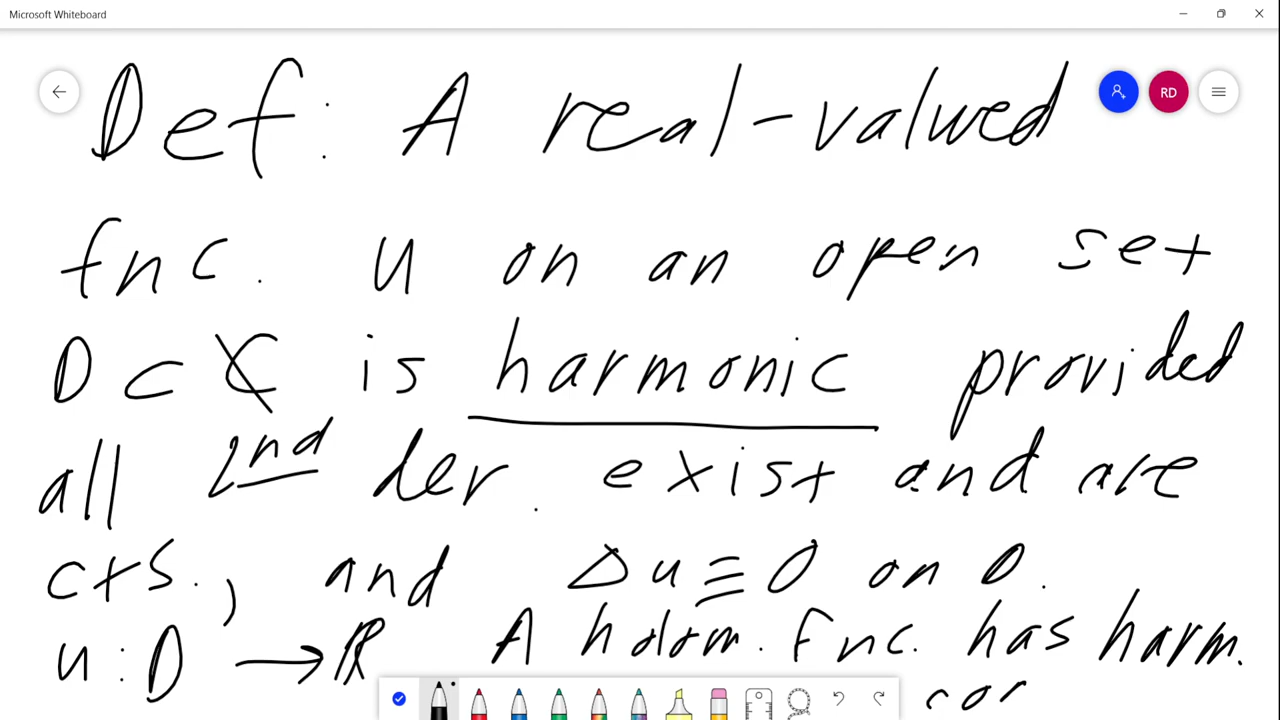 Microsoft Whiteboard
Def: A real-valued
RD
fnc. u on an open set
D ⊂ ℂ is harmonic provided
all 2nd der. exist and are
cts., and Δu ≡ 0 on D.
u: D → ℝ A holom. fnc. has harm.